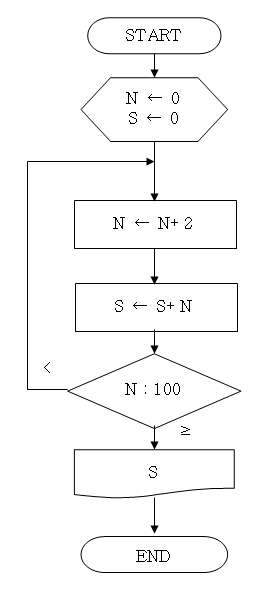 START
N ← 0
S ← 0
N ← N+ 2
S ← S+ N
<
N : 100
≥
S
END